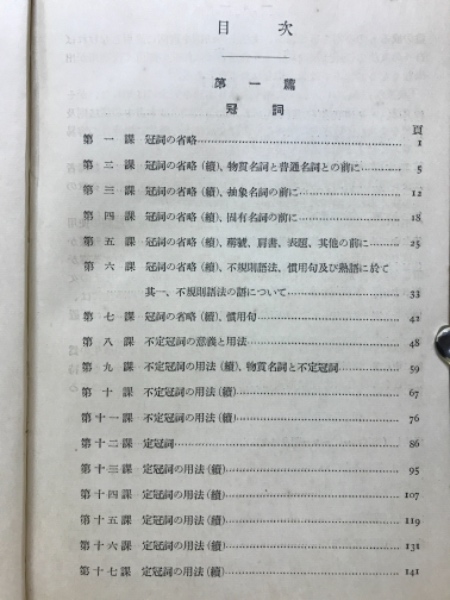 目次
第一篇
冠詞
頁
第一課 冠詞の省略 1
第二課 冠詞の省略(續)、物質名詞と普通名詞との前に 5
第三課 冠詞の省略(續)、抽象名詞の前に 12
第四課 冠詞の省略(續)、固有名詞の前に 18
第五課 冠詞の省略(續)、稱號、肩書、表題、其他の前に 25
第六課 冠詞の省略(續)、不規則語法、慣用句及び熟語に於て
其一、不規則語法の語について 33
第七課 冠詞の省略(續)、慣用句 42
第八課 不定冠詞の意義と用法 48
第九課 不定冠詞の用法(續)、物質名詞と不定冠詞 59
第十課 不定冠詞の用法(續) 67
第十一課 不定冠詞の用法(續) 76
第十二課 定冠詞 86
第十三課 定冠詞の用法(續) 95
第十四課 定冠詞の用法(續) 107
第十五課 定冠詞の用法(續) 119
第十六課 定冠詞の用法(續) 131
第十七課 定冠詞の用法(續) 141